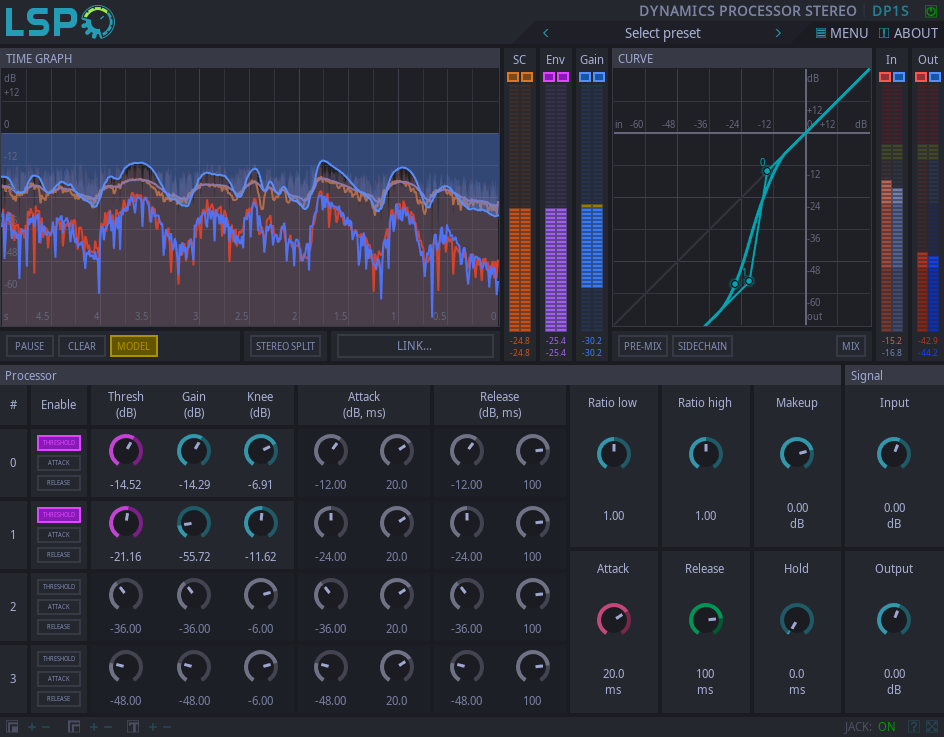 LSP
DYNAMICS PROCESSOR STEREO DP1S
Select preset
MENU ABOUT
TIME GRAPH SC Env Gain CURVE In Out
dB
+12
0
-12
-48
-60
s 4.5 4 3.5 3 2.5 2 1.5 1 0.5 0
dB
+12
in -60 -48 -36 -24 -12 0 +12 dB
0
-12
-24
-36
-48
1
-60
out
-24.8 -25.4 -30.2 -15.2 -42.9
-24.8 -25.4 -30.2 -16.8 -44.2
PAUSE CLEAR MODEL STEREO SPLIT LINK... PRE-MIX SIDECHAIN MIX
Processor Signal
# Enable Thresh (dB) Gain (dB) Knee (dB) Attack (dB, ms) Release (dB, ms) Ratio low Ratio high Makeup Input
0 THRESHOLD ATTACK RELEASE -14.52 -14.29 -6.91 -12.00 20.0 -12.00 100
1.00 1.00 0.00 dB 0.00 dB
1 THRESHOLD ATTACK RELEASE -21.16 -55.72 -11.62 -24.00 20.0 -24.00 100
Attack Release Hold Output
2 THRESHOLD ATTACK RELEASE -36.00 -36.00 -6.00 -36.00 20.0 -36.00 100
3 THRESHOLD ATTACK RELEASE -48.00 -48.00 -6.00 -48.00 20.0 -48.00 100
20.0 ms 100 ms 0.0 ms 0.00 dB
JACK: ON